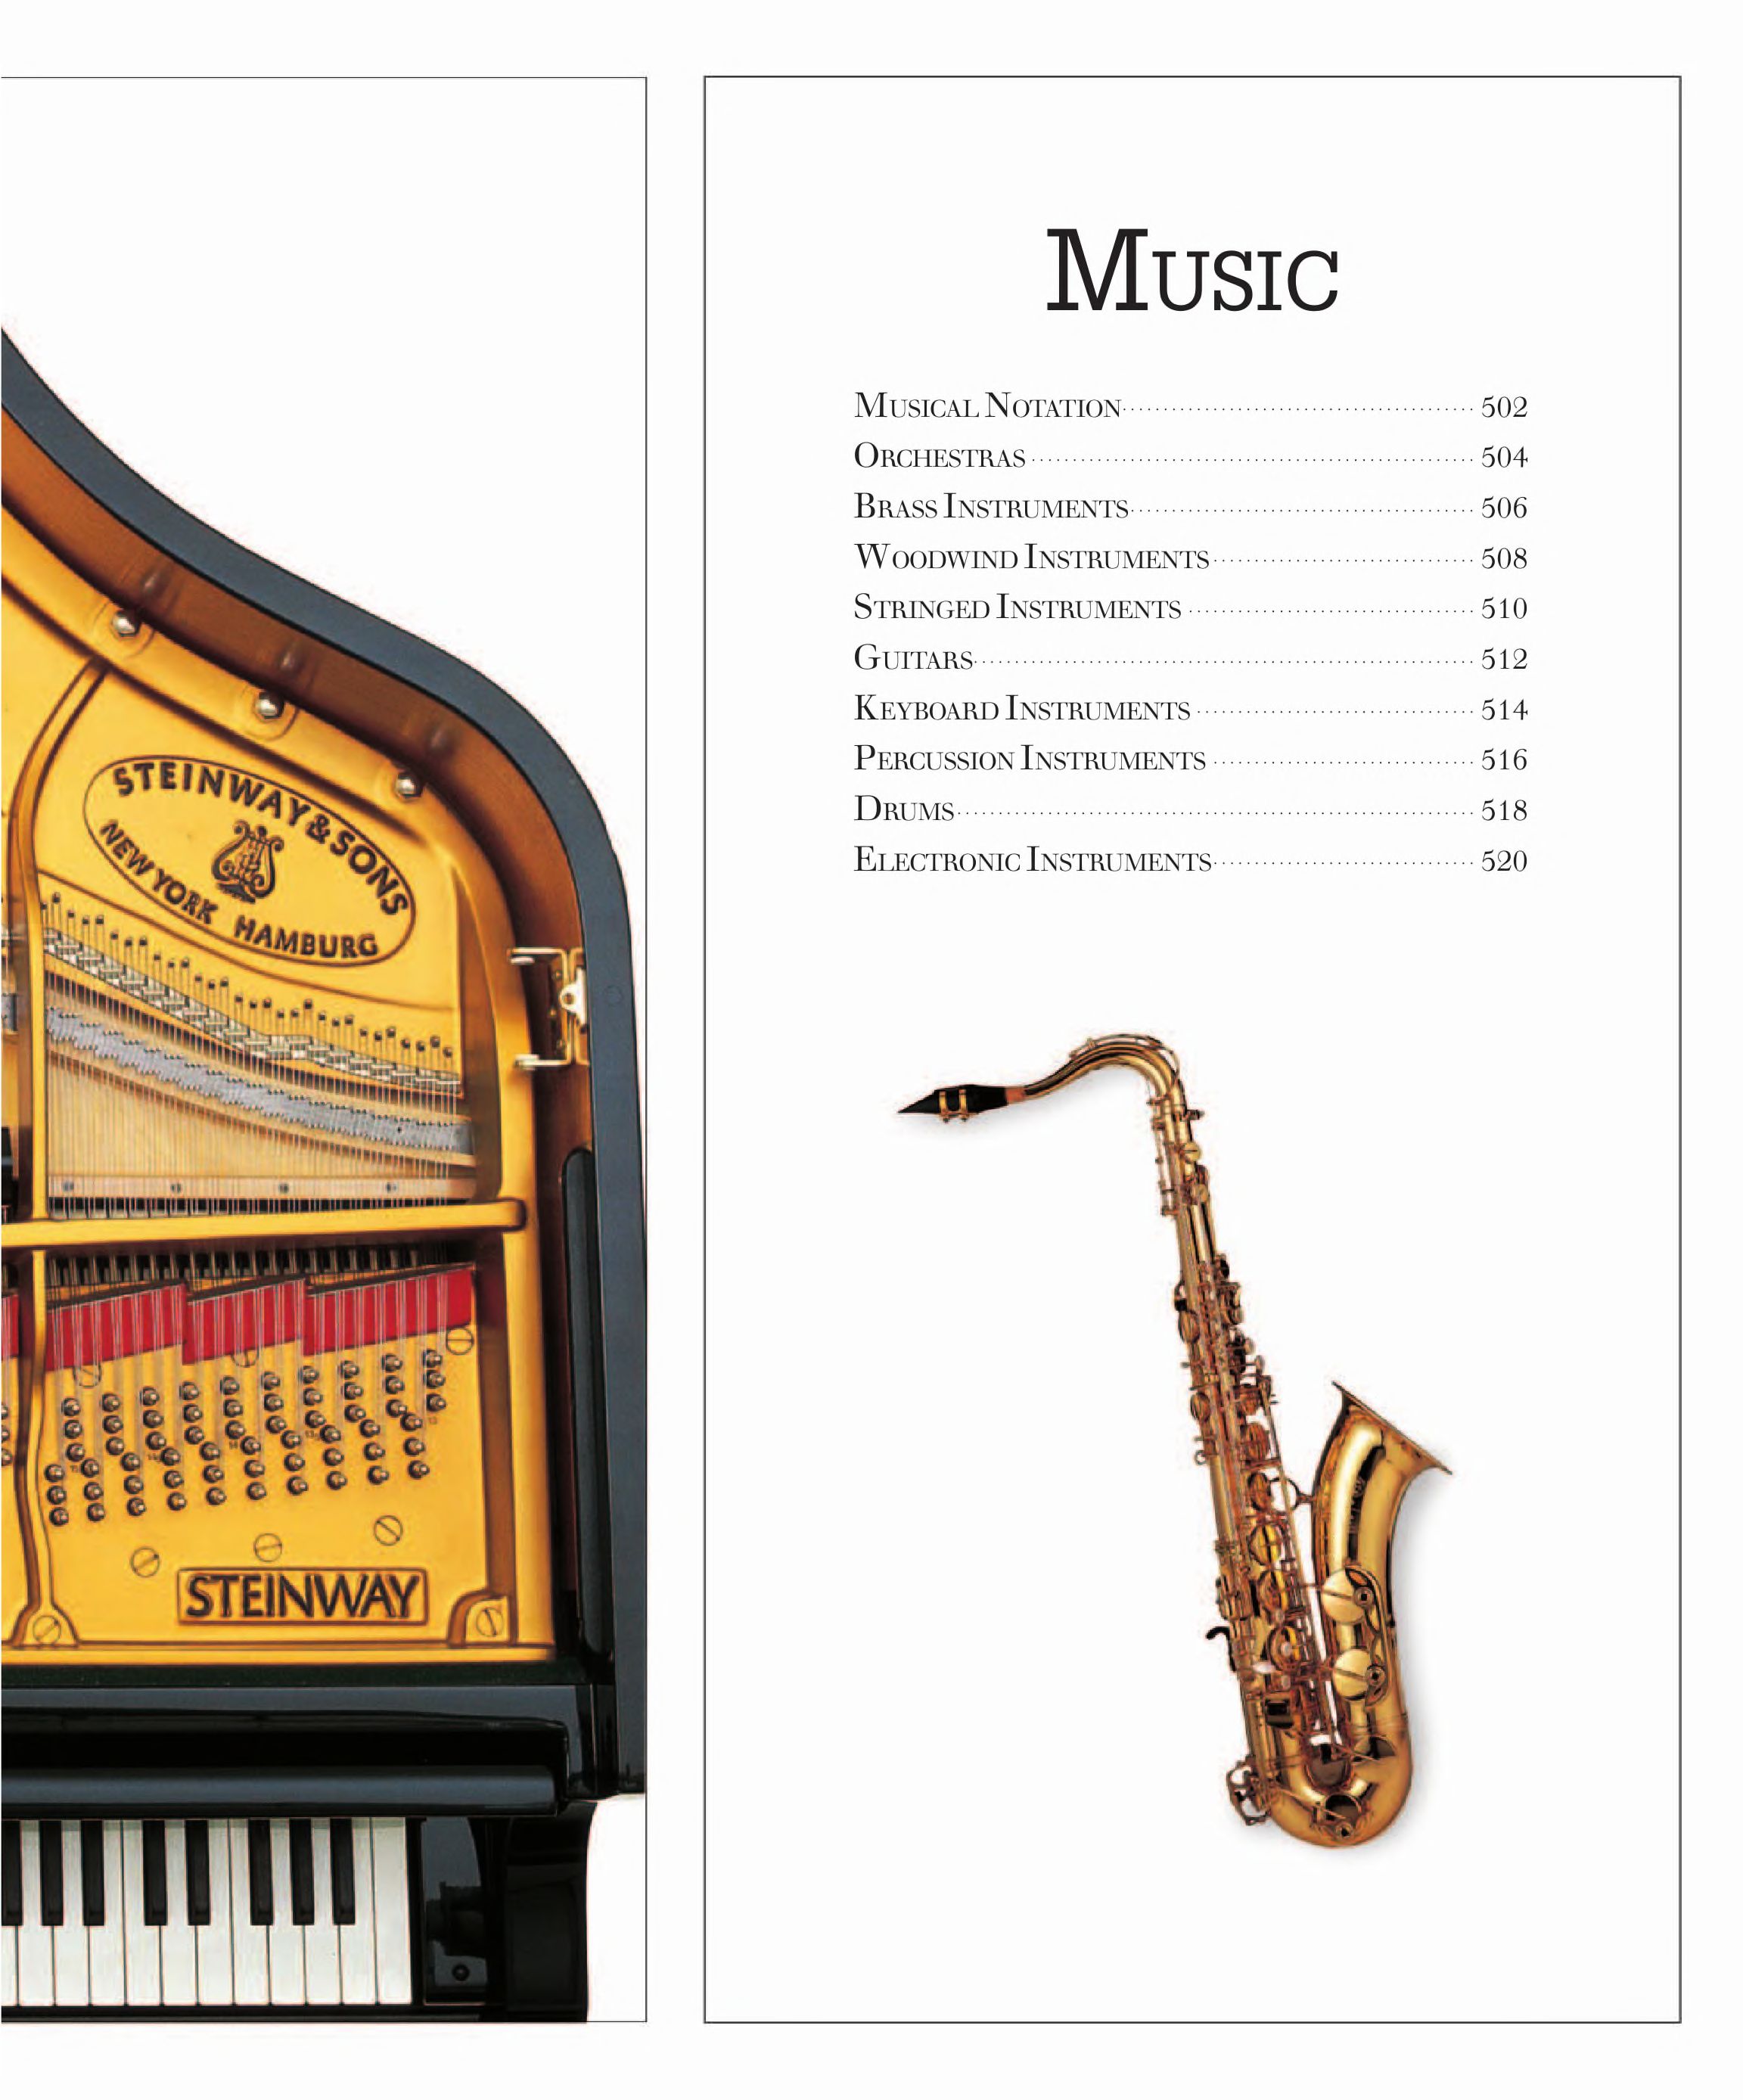 STEINWAY & SONS
NEW YORK HAMBURG
STEINWAY
MUSIC
MUSICAL NOTATION 502
ORCHESTRAS 504
BRASS INSTRUMENTS 506
WOODWIND INSTRUMENTS 508
STRINGED INSTRUMENTS 510
GUITARS 512
KEYBOARD INSTRUMENTS 514
PERCUSSION INSTRUMENTS 516
DRUMS 518
ELECTRONIC INSTRUMENTS 520